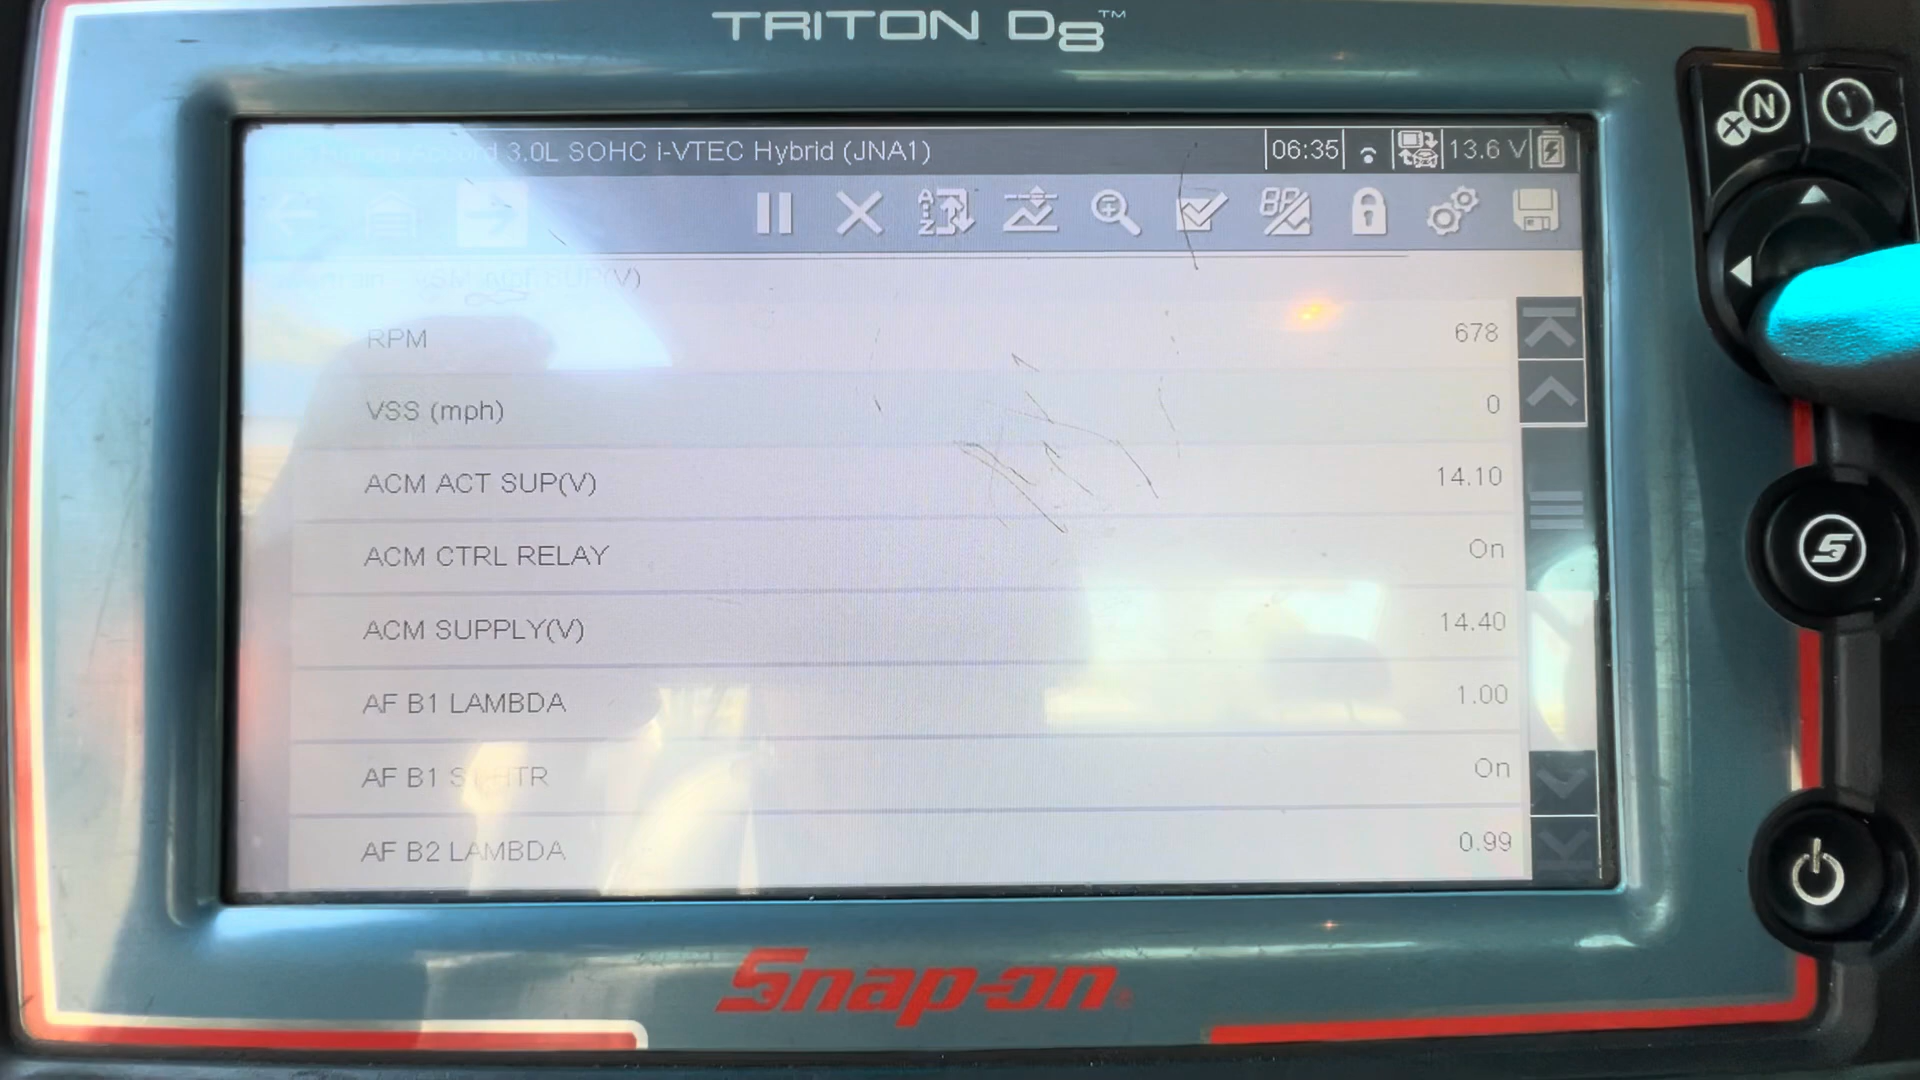 TRITON D8™
Honda Accord 3.0L SOHC i-VTEC Hybrid (JNA1) 06:35 13.6 V
SUP(V)
RPM 678
VSS (mph) 0
ACM ACT SUP(V) 14.10
ACM CTRL RELAY On
ACM SUPPLY(V) 14.40
AF B1 LAMBDA 1.00
AF B1 HTR On
AF B2 LAMBDA 0.99
Snap-on
N
Y
S